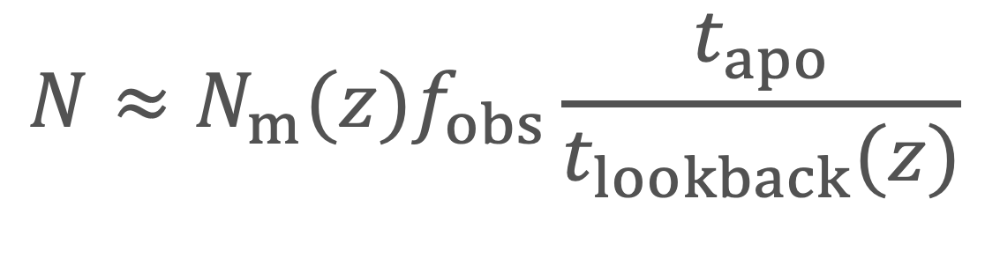 N ≈ N_m(z) f_obs t_apo / t_lookback(z)